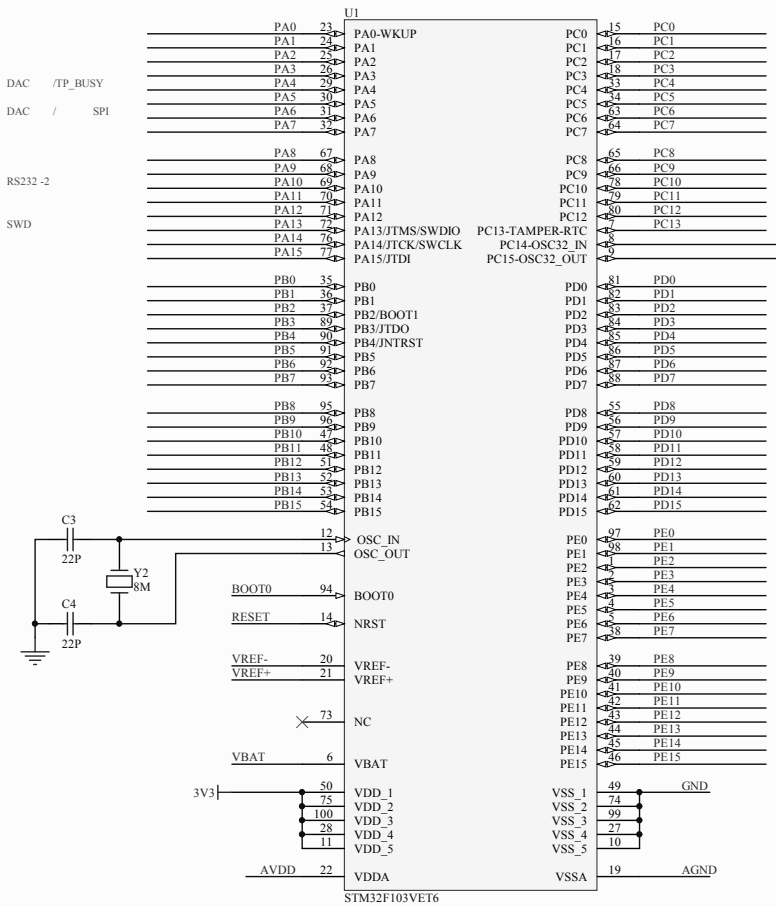 U1
PA0 23 PA0-WKUP PC0 15 PC0
PA1 24 PA1 PC1 16 PC1
PA2 25 PA2 PC2 17 PC2
PA3 26 PA3 PC3 18 PC3
DAC /TP_BUSY PA4 29 PA4 PC4 33 PC4
PA5 30 PA5 PC5 34 PC5
DAC / SPI PA6 31 PA6 PC6 63 PC6
PA7 32 PA7 PC7 64 PC7
PA8 67 PA8 PC8 65 PC8
PA9 68 PA9 PC9 66 PC9
RS232 -2 PA10 69 PA10 PC10 78 PC10
PA11 70 PA11 PC11 79 PC11
PA12 71 PA12 PC12 80 PC12
SWD PA13 72 PA13/JTMS/SWDIO PC13-TAMPER-RTC 7 PC13
PA14 76 PA14/JTCK/SWCLK PC14-OSC32_IN 8
PA15 77 PA15/JTDI PC15-OSC32_OUT 9
PB0 35 PB0 PD0 81 PD0
PB1 36 PB1 PD1 82 PD1
PB2 37 PB2/BOOT1 PD2 83 PD2
PB3 89 PB3/JTDO PD3 84 PD3
PB4 90 PB4/JNTRST PD4 85 PD4
PB5 91 PB5 PD5 86 PD5
PB6 92 PB6 PD6 87 PD6
PB7 93 PB7 PD7 88 PD7
PB8 95 PB8 PD8 55 PD8
PB9 96 PB9 PD9 56 PD9
PB10 47 PB10 PD10 57 PD10
PB11 48 PB11 PD11 58 PD11
PB12 51 PB12 PD12 59 PD12
PB13 52 PB13 PD13 60 PD13
PB14 53 PB14 PD14 61 PD14
PB15 54 PB15 PD15 62 PD15
C3
22P
12 OSC_IN PE0 97 PE0
13 OSC_OUT PE1 98 PE1
PE2 1 PE2
Y2
8M
PE3 2 PE3
BOOT0 94 BOOT0 PE4 3 PE4
C4
22P
PE5 4 PE5
RESET 14 NRST PE6 5 PE6
PE7 38 PE7
VREF- 20 VREF- PE8 39 PE8
VREF+ 21 VREF+ PE9 40 PE9
PE10 41 PE10
PE11 42 PE11
73 NC PE12 43 PE12
PE13 44 PE13
PE14 45 PE14
VBAT 6 VBAT PE15 46 PE15
3V3 50 VDD_1 VSS_1 49 GND
75 VDD_2 VSS_2 74
100 VDD_3 VSS_3 99
28 VDD_4 VSS_4 27
11 VDD_5 VSS_5 10
AVDD 22 VDDA VSSA 19 AGND
STM32F103VET6